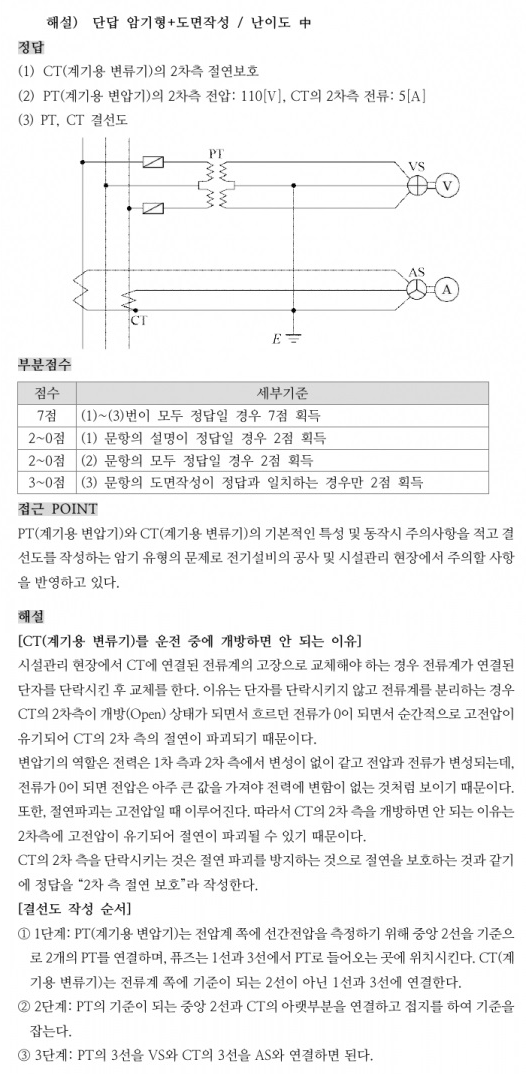 해설) 단답 암기형+도면작성 / 난이도 中
정답
(1) CT(계기용 변류기)의 2차측 절연보호
(2) PT(계기용 변압기)의 2차측 전압: 110[V], CT의 2차측 전류: 5[A]
(3) PT, CT 결선도
PT
VS
V
AS
A
CT
E
부분점수
점수 세부기준
7점 (1)~(3)번이 모두 정답일 경우 7점 획득
2~0점 (1) 문항의 설명이 정답일 경우 2점 획득
2~0점 (2) 문항의 모두 정답일 경우 2점 획득
3~0점 (3) 문항의 도면작성이 정답과 일치하는 경우만 2점 획득
접근 POINT
PT(계기용 변압기)와 CT(계기용 변류기)의 기본적인 특성 및 동작시 주의사항을 적고 결
선도를 작성하는 암기 유형의 문제로 전기설비의 공사 및 시설관리 현장에서 주의할 사항
을 반영하고 있다.
해설
[CT(계기용 변류기)를 운전 중에 개방하면 안 되는 이유]
시설관리 현장에서 CT에 연결된 전류계의 고장으로 교체해야 하는 경우 전류계가 연결된
단자를 단락시킨 후 교체를 한다. 이유는 단자를 단락시키지 않고 전류계를 분리하는 경우
CT의 2차측이 개방(Open) 상태가 되면서 흐르던 전류가 0이 되면서 순간적으로 고전압이
유기되어 CT의 2차 측의 절연이 파괴되기 때문이다.
변압기의 역할은 전력은 1차 측과 2차 측에서 변성이 없이 같고 전압과 전류가 변성되는데,
전류가 0이 되면 전압은 아주 큰 값을 가져야 전력에 변함이 없는 것처럼 보이기 때문이다.
또한, 절연파괴는 고전압일 때 이루어진다. 따라서 CT의 2차 측을 개방하면 안 되는 이유는
2차측에 고전압이 유기되어 절연이 파괴될 수 있기 때문이다.
CT의 2차 측을 단락시키는 것은 절연 파괴를 방지하는 것으로 절연을 보호하는 것과 같기
에 정답을 “2차 측 절연 보호”라 작성한다.
[결선도 작성 순서]
① 1단계: PT(계기용 변압기)는 전압계 쪽에 선간전압을 측정하기 위해 중앙 2선을 기준으
로 2개의 PT를 연결하며, 퓨즈는 1선과 3선에서 PT로 들어오는 곳에 위치시킨다. CT(계
기용 변류기)는 전류계 쪽에 기준이 되는 2선이 아닌 1선과 3선에 연결한다.
② 2단계: PT의 기준이 되는 중앙 2선과 CT의 아랫부분을 연결하고 접지를 하여 기준을
잡는다.
③ 3단계: PT의 3선을 VS와 CT의 3선을 AS와 연결하면 된다.